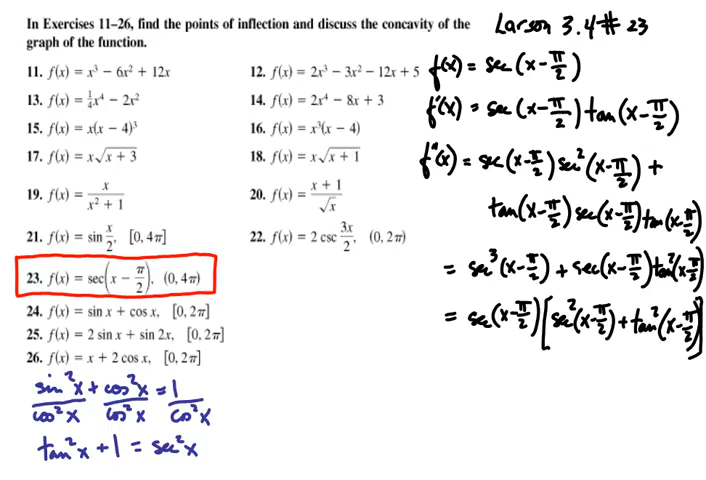 In Exercises 11–26, find the points of inflection and discuss the concavity of the
graph of the function.
11. f(x) = x³ − 6x² + 12x
12. f(x) = 2x³ − 3x² − 12x + 5
13. f(x) = ¼x⁴ − 2x²
14. f(x) = 2x⁴ − 8x + 3
15. f(x) = x(x − 4)³
16. f(x) = x³(x − 4)
17. f(x) = x√(x + 3)
18. f(x) = x√(x + 1)
19. f(x) = x/(x² + 1)
20. f(x) = (x + 1)/√x
21. f(x) = sin x/2, [0, 4π]
22. f(x) = 2 csc 3x/2, (0, 2π)
23. f(x) = sec(x − π/2), (0, 4π)
24. f(x) = sin x + cos x, [0, 2π]
25. f(x) = 2 sin x + sin 2x, [0, 2π]
26. f(x) = x + 2 cos x, [0, 2π]
sin²x/cos²x + cos²x/cos²x = 1/cos²x
tan²x + 1 = sec²x
Larson 3.4 # 23
f(x) = sec(x − π/2)
f'(x) = sec(x − π/2) tan(x − π/2)
f''(x) = sec(x − π/2) sec²(x − π/2) +
tan(x − π/2) sec(x − π/2) tan(x − π/2)
= sec³(x − π/2) + sec(x − π/2) tan²(x − π/2)
= sec(x − π/2)[sec²(x − π/2) + tan²(x − π/2)]